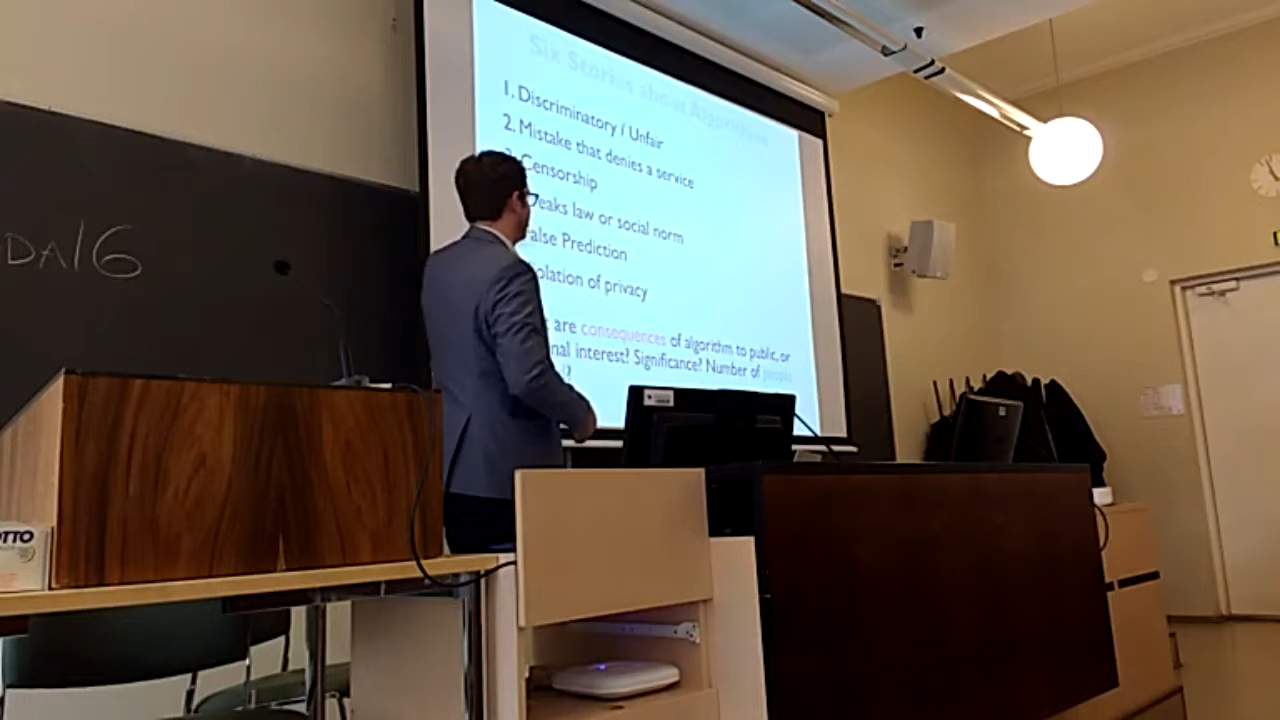 Six Stories about Algorithms
1. Discriminatory / Unfair
2. Mistake that denies a service
Censorship
eaks law or social norm
alse Prediction
olation of privacy
are consequences of algorithm to public, or
nal interest? Significance? Number of people
DA16
OTTO